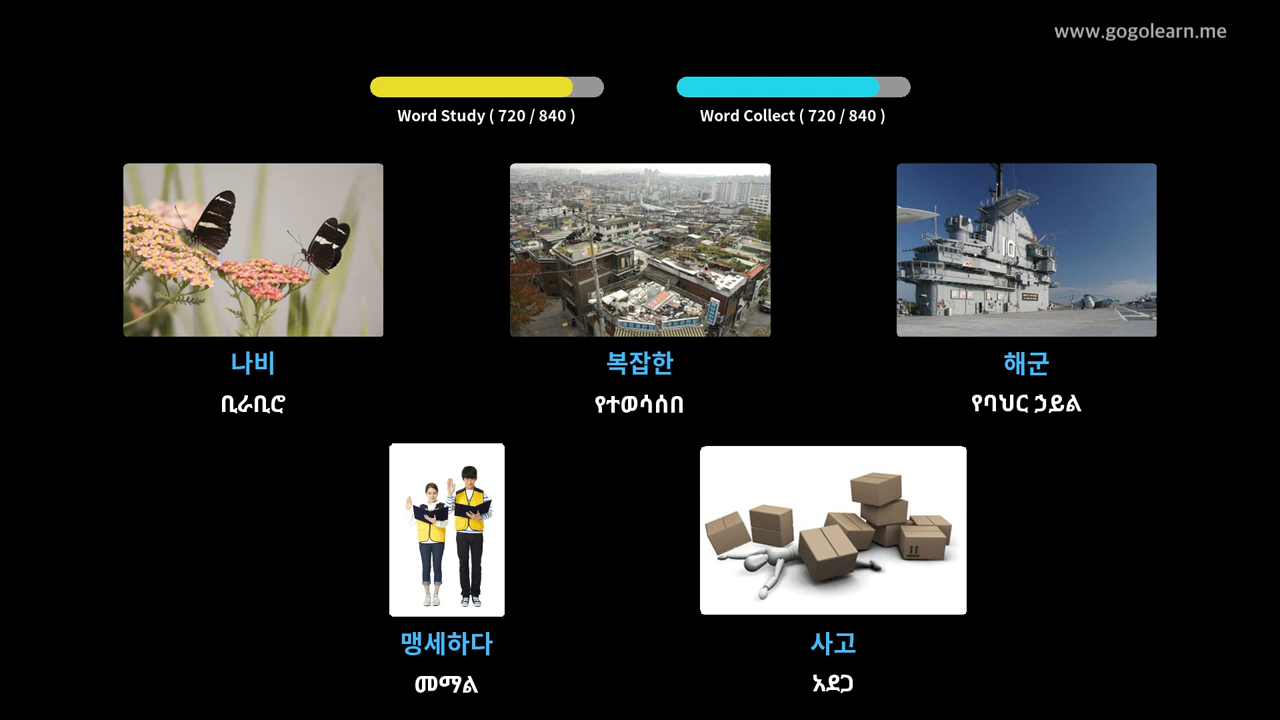 www.gogolearn.me
Word Study ( 720 / 840 )
Word Collect ( 720 / 840 )
나비
복잡한
해군
ቢራቢሮ
የተወሳሰበ
የባህር ኃይል
맹세하다
사고
መማል
አደጋ